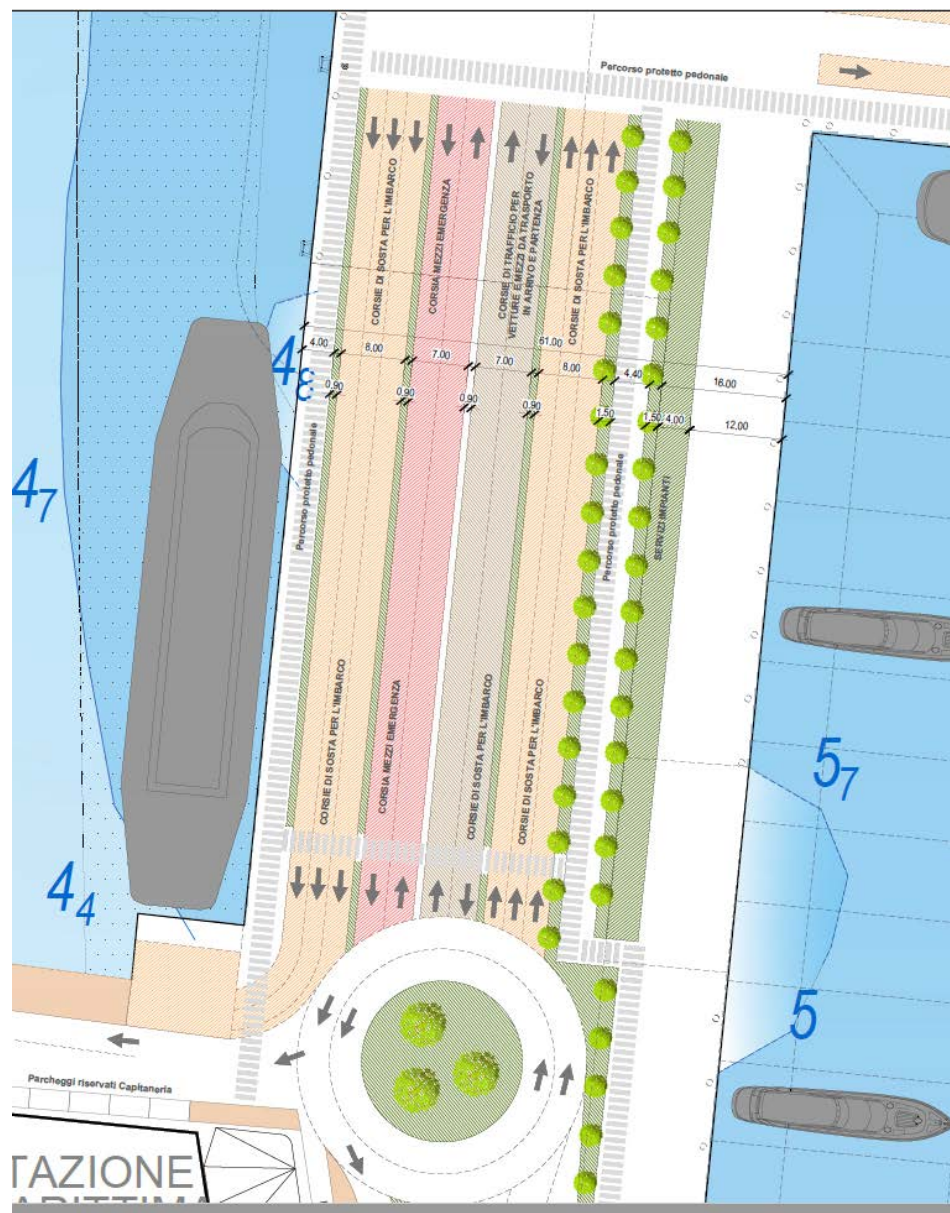 Percorso protetto pedonale
CORSIE DI SOSTA PER L'IMBARCO
CORSIA MEZZI EMERGENZA
CORSIE DI TRAFFICO PER
VETTURE E MEZZI DA TRASPORTO
IN ARRIVO E PARTENZA
CORSIE DI SOSTA PER L'IMBARCO
4,00
8,00
7,00
7,00
61,00
8,00
4,40
16,00
0,90
0,90
0,90
0,90
1,50
1,50
4,00
12,00
48
47
Percorso protetto pedonale
Percorso protetto pedonale
SERVIZI IMPIANTI
CORSIE DI SOSTA PER L'IMBARCO
CORSIA MEZZI EMERGENZA
CORSIE DI SOSTA PER L'IMBARCO
CORSIE DI SOSTA PER L'IMBARCO
57
44
5
Parcheggi riservati Capitaneria
TAZIONE